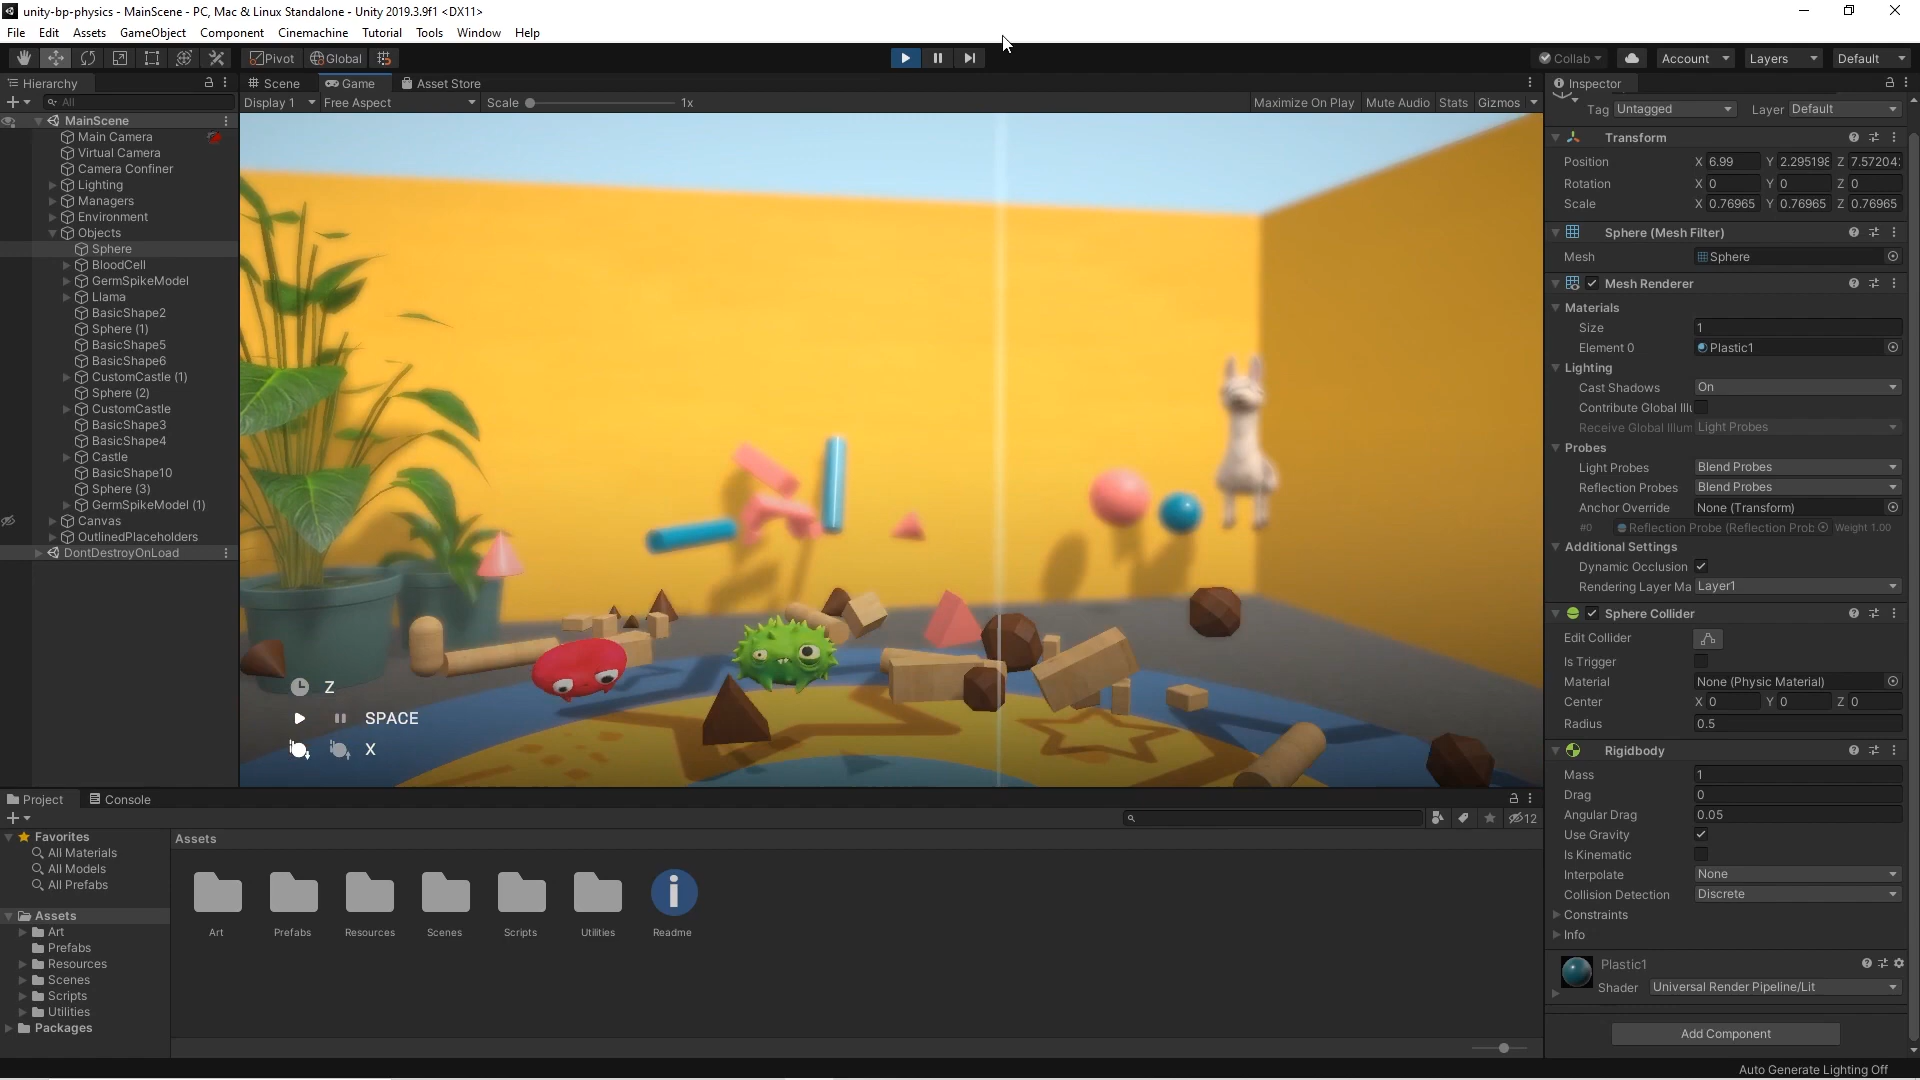 unity-bp-physics - MainScene - PC, Mac & Linux Standalone - Unity 2019.3.9f1 <DX11>
File Edit Assets GameObject Component Cinemachine Tutorial Tools Window Help
Pivot Global Collab Account Layers Default
Hierarchy
All
MainScene
Main Camera
Virtual Camera
Camera Confiner
Lighting
Managers
Environment
Objects
Sphere
BloodCell
GermSpikeModel
Llama
BasicShape2
Sphere (1)
BasicShape5
BasicShape6
CustomCastle (1)
Sphere (2)
CustomCastle
BasicShape3
BasicShape4
Castle
BasicShape10
Sphere (3)
GermSpikeModel (1)
Canvas
OutlinedPlaceholders
DontDestroyOnLoad
Scene Game Asset Store
Display 1 Free Aspect Scale 1x Maximize On Play Mute Audio Stats Gizmos
Z
SPACE
X
Inspector
Tag Untagged Layer Default
Transform
Position X 6.99 Y 2.295198 Z 7.57204
Rotation X 0 Y 0 Z 0
Scale X 0.76965 Y 0.76965 Z 0.76965
Sphere (Mesh Filter)
Mesh Sphere
Mesh Renderer
Materials
Size 1
Element 0 Plastic1
Lighting
Cast Shadows On
Contribute Global Illu
Receive Global Illum Light Probes
Probes
Light Probes Blend Probes
Reflection Probes Blend Probes
Anchor Override None (Transform)
#0 Reflection Probe (Reflection Prob Weight 1.00
Additional Settings
Dynamic Occlusion
Rendering Layer Ma Layer1
Sphere Collider
Edit Collider
Is Trigger
Material None (Physic Material)
Center X 0 Y 0 Z 0
Radius 0.5
Rigidbody
Mass 1
Drag 0
Angular Drag 0.05
Use Gravity
Is Kinematic
Interpolate None
Collision Detection Discrete
Constraints
Info
Plastic1
Shader Universal Render Pipeline/Lit
Add Component
Project Console
12
Favorites
All Materials
All Models
All Prefabs
Assets
Art
Prefabs
Resources
Scenes
Scripts
Utilities
Packages
Assets
Art Prefabs Resources Scenes Scripts Utilities Readme
Auto Generate Lighting Off